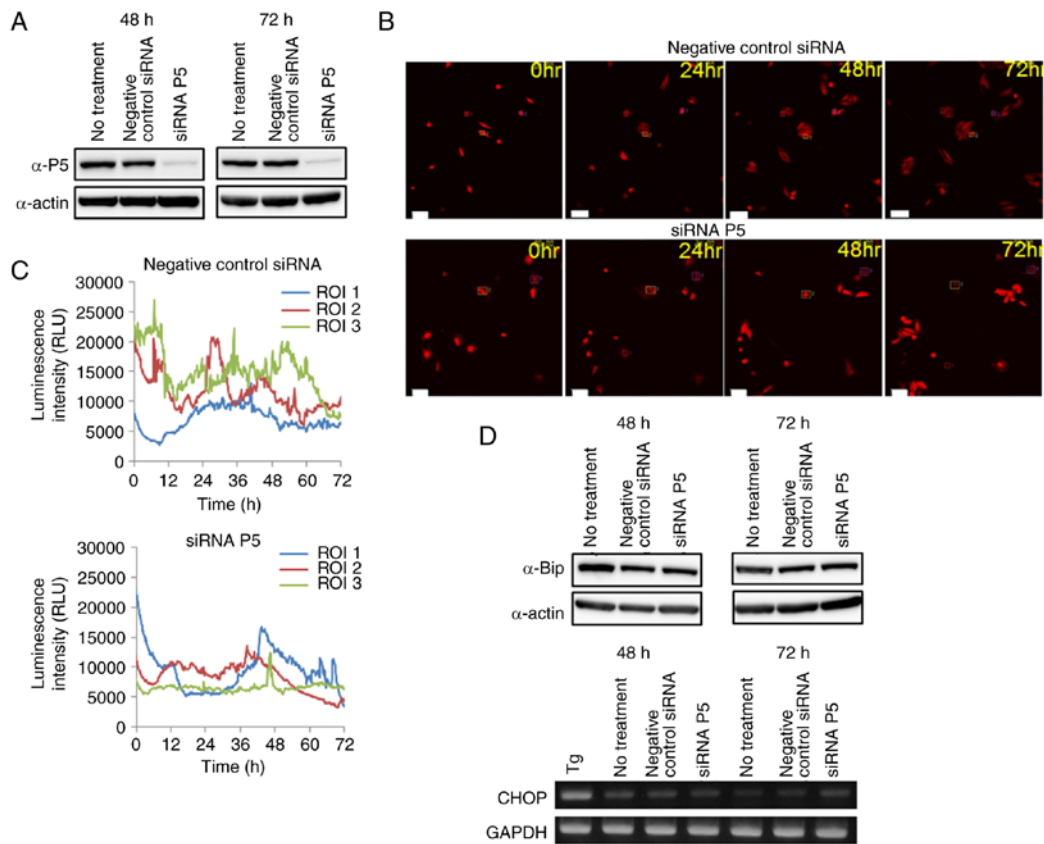 A
48 h
72 h
No treatment
Negative
control siRNA
siRNA P5
No treatment
Negative
control siRNA
siRNA P5
α-P5
α-actin
B
Negative control siRNA
0hr
24hr
48hr
72hr
siRNA P5
0hr
24hr
48hr
72hr
C
Negative control siRNA
30000
25000
20000
15000
10000
5000
0
Luminescence
intensity (RLU)
ROI 1
ROI 2
ROI 3
0 12 24 36 48 60 72
Time (h)
siRNA P5
30000
25000
20000
15000
10000
5000
0
Luminescence
intensity (RLU)
ROI 1
ROI 2
ROI 3
0 12 24 36 48 60 72
Time (h)
D
48 h
72 h
No treatment
Negative
control siRNA
siRNA P5
No treatment
Negative
control siRNA
siRNA P5
α-Bip
α-actin
48 h
72 h
Tg
No treatment
Negative
control siRNA
siRNA P5
No treatment
Negative
control siRNA
siRNA P5
CHOP
GAPDH